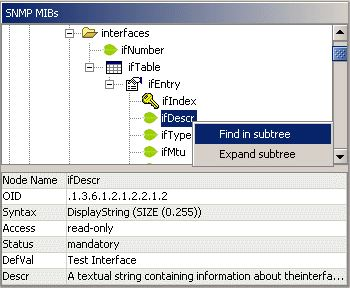 SNMP MIBs
interfaces
ifNumber
ifTable
ifEntry
ifIndex
ifDescr
ifType
Find in subtree
ifMtu
Expand subtree
Node Name ifDescr
OID .1.3.6.1.2.1.2.2.1.2
Syntax DisplayString (SIZE (0.255))
Access read-only
Status mandatory
DefVal Test Interface
Descr A textual string containing information about theinterfa...